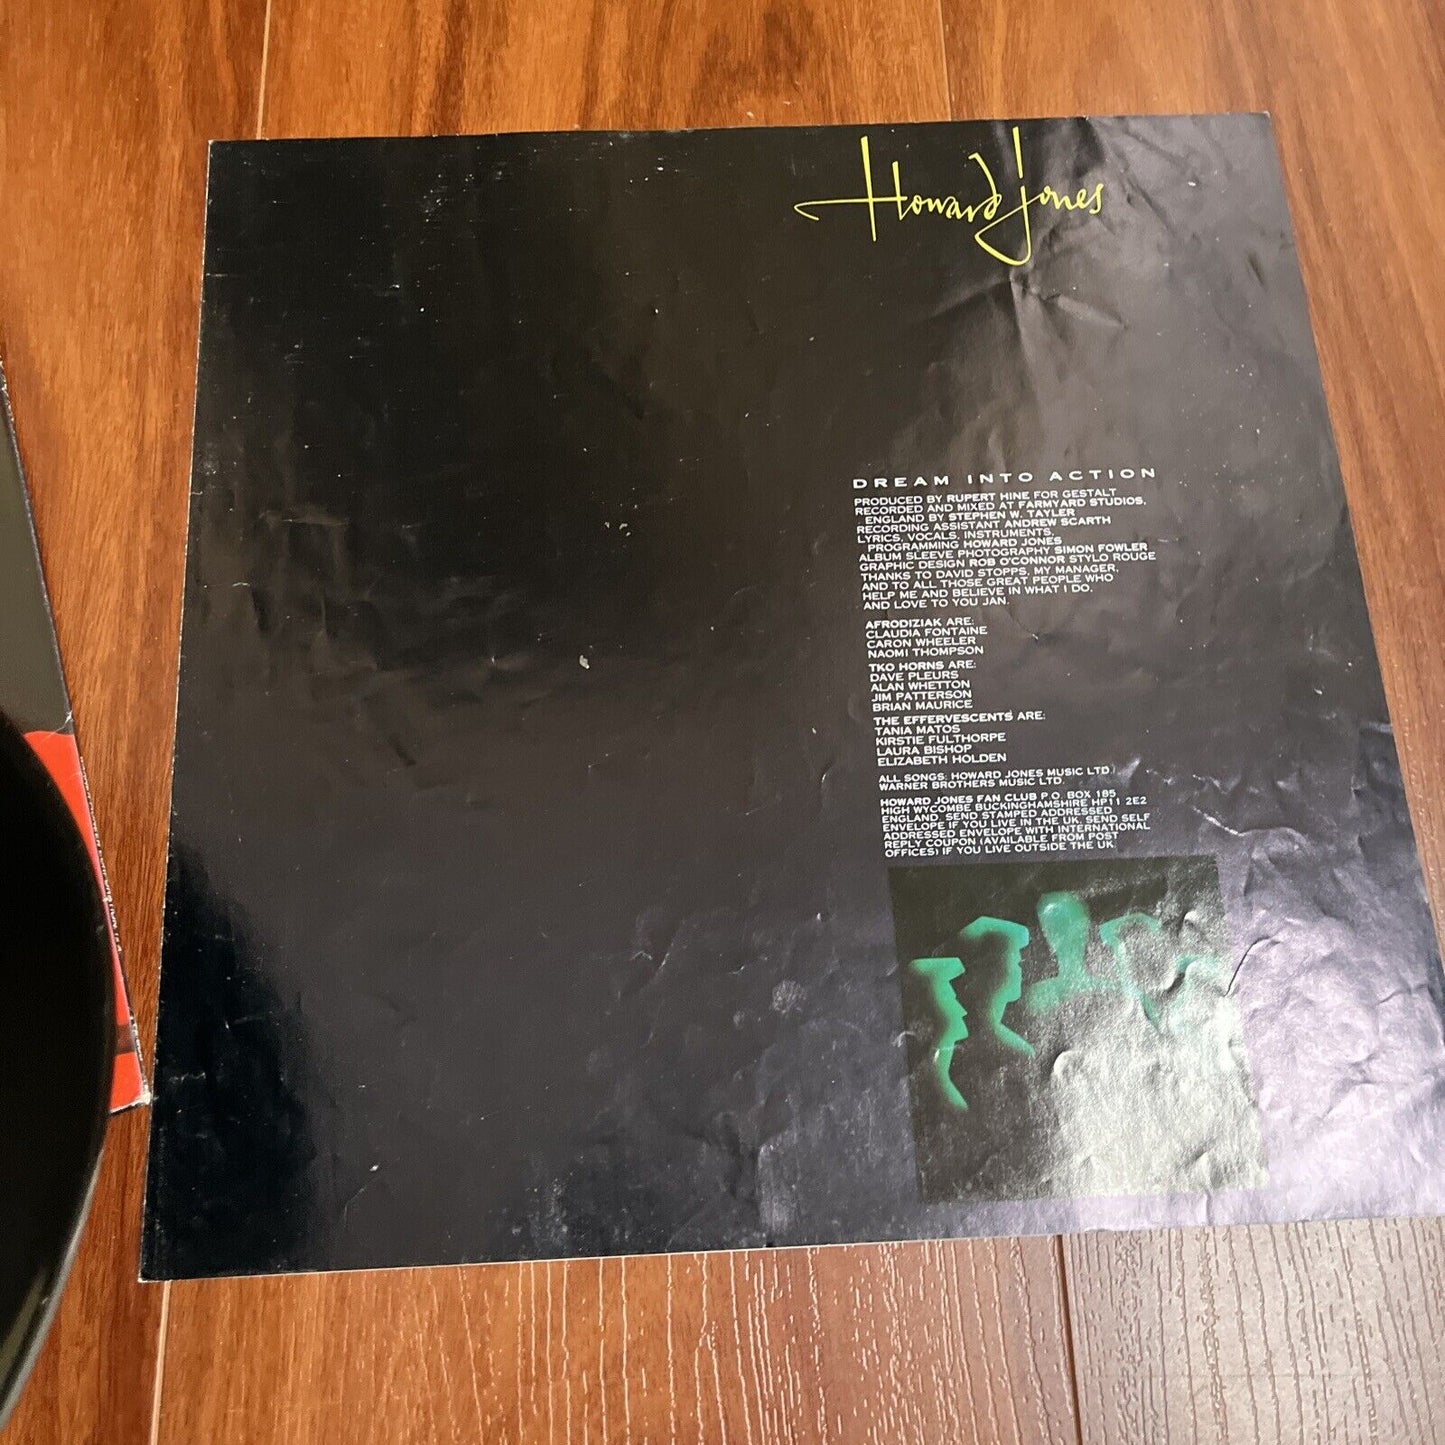 Howard Jones
DREAM INTO ACTION
PRODUCED BY RUPERT HINE FOR GESTALT
RECORDED AND MIXED AT FARMYARD STUDIOS,
ENGLAND BY STEPHEN W. TAYLER
RECORDING ASSISTANT ANDREW SCARTH
LYRICS, VOCALS, INSTRUMENTS,
PROGRAMMING HOWARD JONES
ALBUM SLEEVE PHOTOGRAPHY SIMON FOWLER
GRAPHIC DESIGN ROB O'CONNOR STYLO ROUGE
THANKS TO DAVID STOPPS, MY MANAGER,
AND TO ALL THOSE GREAT PEOPLE WHO
HELP ME AND BELIEVE IN WHAT I DO,
AND LOVE TO YOU JAN.
AFRODIZIAK ARE:
CLAUDIA FONTAINE
CARON WHEELER
NAOMI THOMPSON
TKO HORNS ARE:
DAVE PLEURS
ALAN WHETTON
JIM PATTERSON
BRIAN MAURICE
THE EFFERVESCENTS ARE:
TANIA MATOS
KIRSTIE FULTHORPE
LAURA BISHOP
ELIZABETH HOLDEN
ALL SONGS: HOWARD JONES MUSIC LTD./
WARNER BROTHERS MUSIC LTD.
HOWARD JONES FAN CLUB P.O. BOX 185
HIGH WYCOMBE BUCKINGHAMSHIRE HP11 2E2
ENGLAND. SEND STAMPED ADDRESSED
ENVELOPE IF YOU LIVE IN THE UK, SEND SELF
ADDRESSED ENVELOPE WITH INTERNATIONAL
REPLY COUPON (AVAILABLE FROM POST
OFFICES) IF YOU LIVE OUTSIDE THE UK